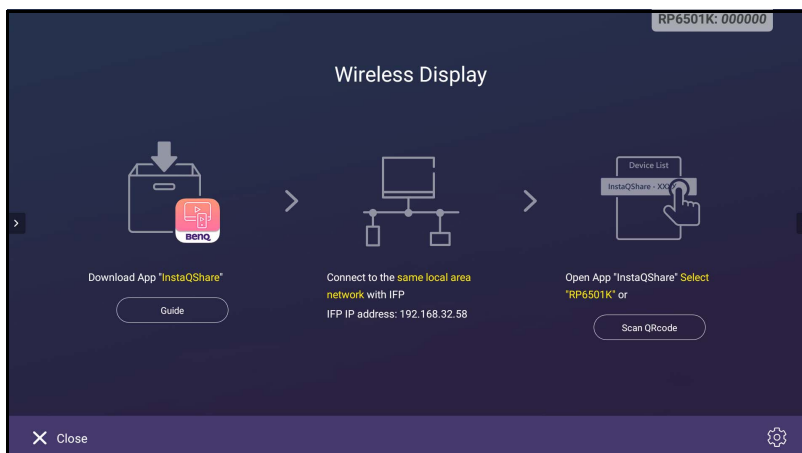 RP6501K: 000000
Wireless Display
Device List
InstaQShare - XX
BenQ
Download App "InstaQShare"
Guide
Connect to the same local area
network with IFP
IFP IP address: 192.168.32.58
Open App "InstaQShare" Select
"RP6501K" or
Scan QRcode
Close